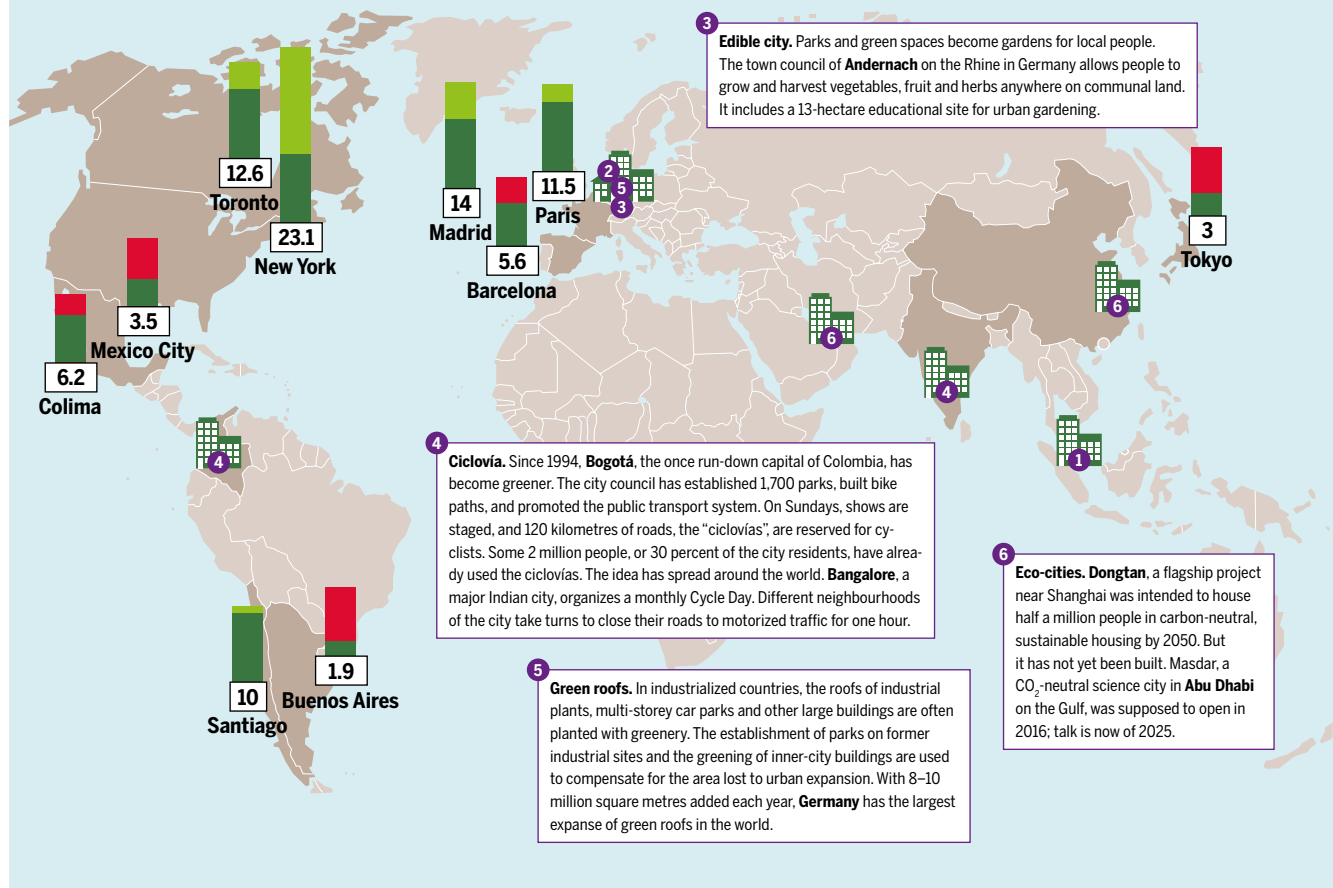 3
Edible city. Parks and green spaces become gardens for local people.
The town council of Andernach on the Rhine in Germany allows people to
grow and harvest vegetables, fruit and herbs anywhere on communal land.
It includes a 13-hectare educational site for urban gardening.
12.6
Toronto
23.1
New York
14
Madrid
11.5
Paris
5.6
Barcelona
2
5
3
3
Tokyo
3.5
Mexico City
6.2
Colima
6
6
4
1
4
4
Ciclovía. Since 1994, Bogotá, the once run-down capital of Colombia, has
become greener. The city council has established 1,700 parks, built bike
paths, and promoted the public transport system. On Sundays, shows are
staged, and 120 kilometres of roads, the “ciclovías”, are reserved for cy-
clists. Some 2 million people, or 30 percent of the city residents, have alrea-
dy used the ciclovías. The idea has spread around the world. Bangalore, a
major Indian city, organizes a monthly Cycle Day. Different neighbourhoods
of the city take turns to close their roads to motorized traffic for one hour.
6
Eco-cities. Dongtan, a flagship project
near Shanghai was intended to house
half a million people in carbon-neutral,
sustainable housing by 2050. But
it has not yet been built. Masdar, a
CO2-neutral science city in Abu Dhabi
on the Gulf, was supposed to open in
2016; talk is now of 2025.
10
Santiago
1.9
Buenos Aires
5
Green roofs. In industrialized countries, the roofs of industrial
plants, multi-storey car parks and other large buildings are often
planted with greenery. The establishment of parks on former
industrial sites and the greening of inner-city buildings are used
to compensate for the area lost to urban expansion. With 8–10
million square metres added each year, Germany has the largest
expanse of green roofs in the world.